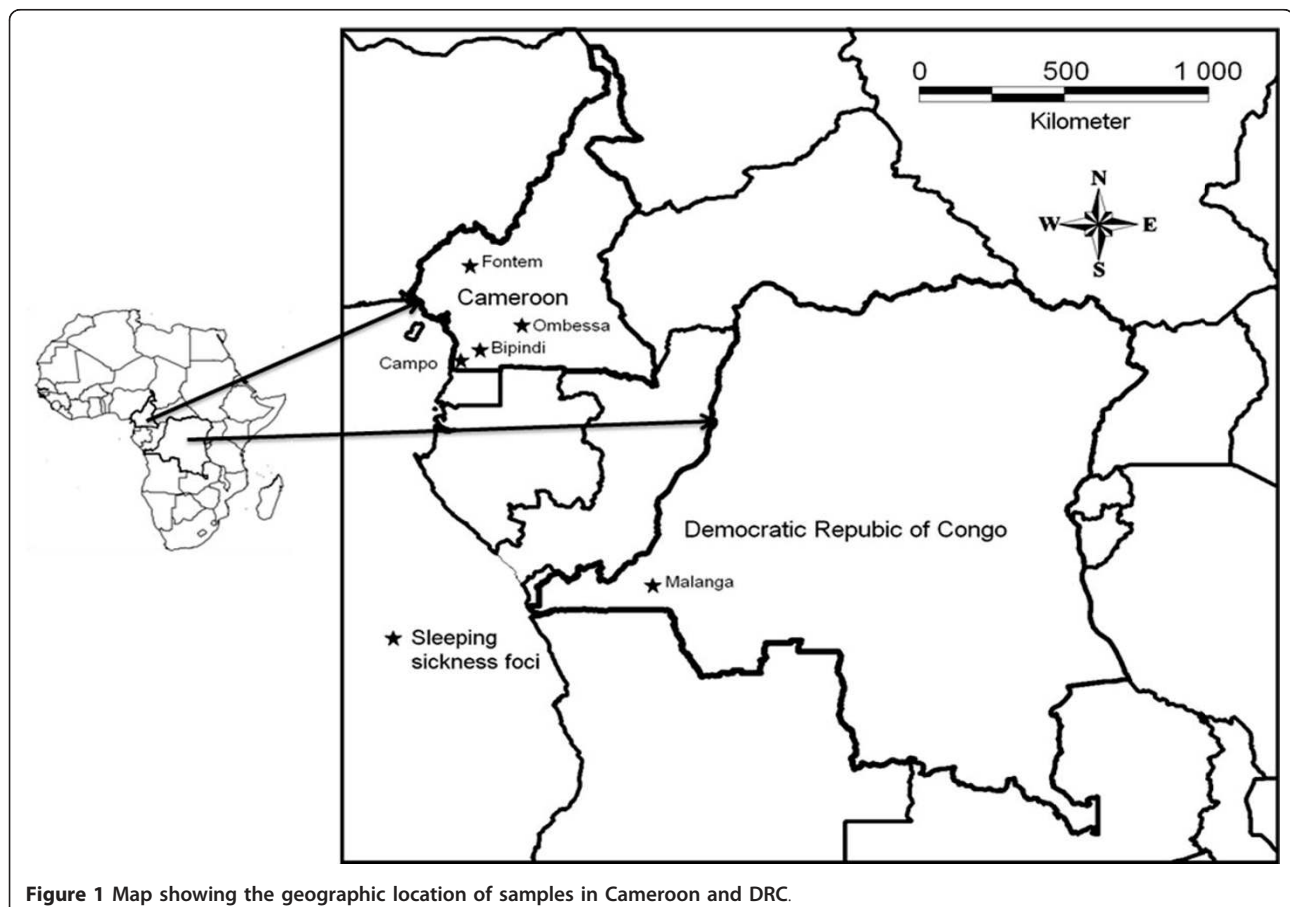 0 500 1 000
Kilometer
N
W E
S
Fontem
Cameroon
Ombessa
Bipindi
Campo
Democratic Repubic of Congo
Malanga
Sleeping
sickness foci
Figure 1 Map showing the geographic location of samples in Cameroon and DRC.